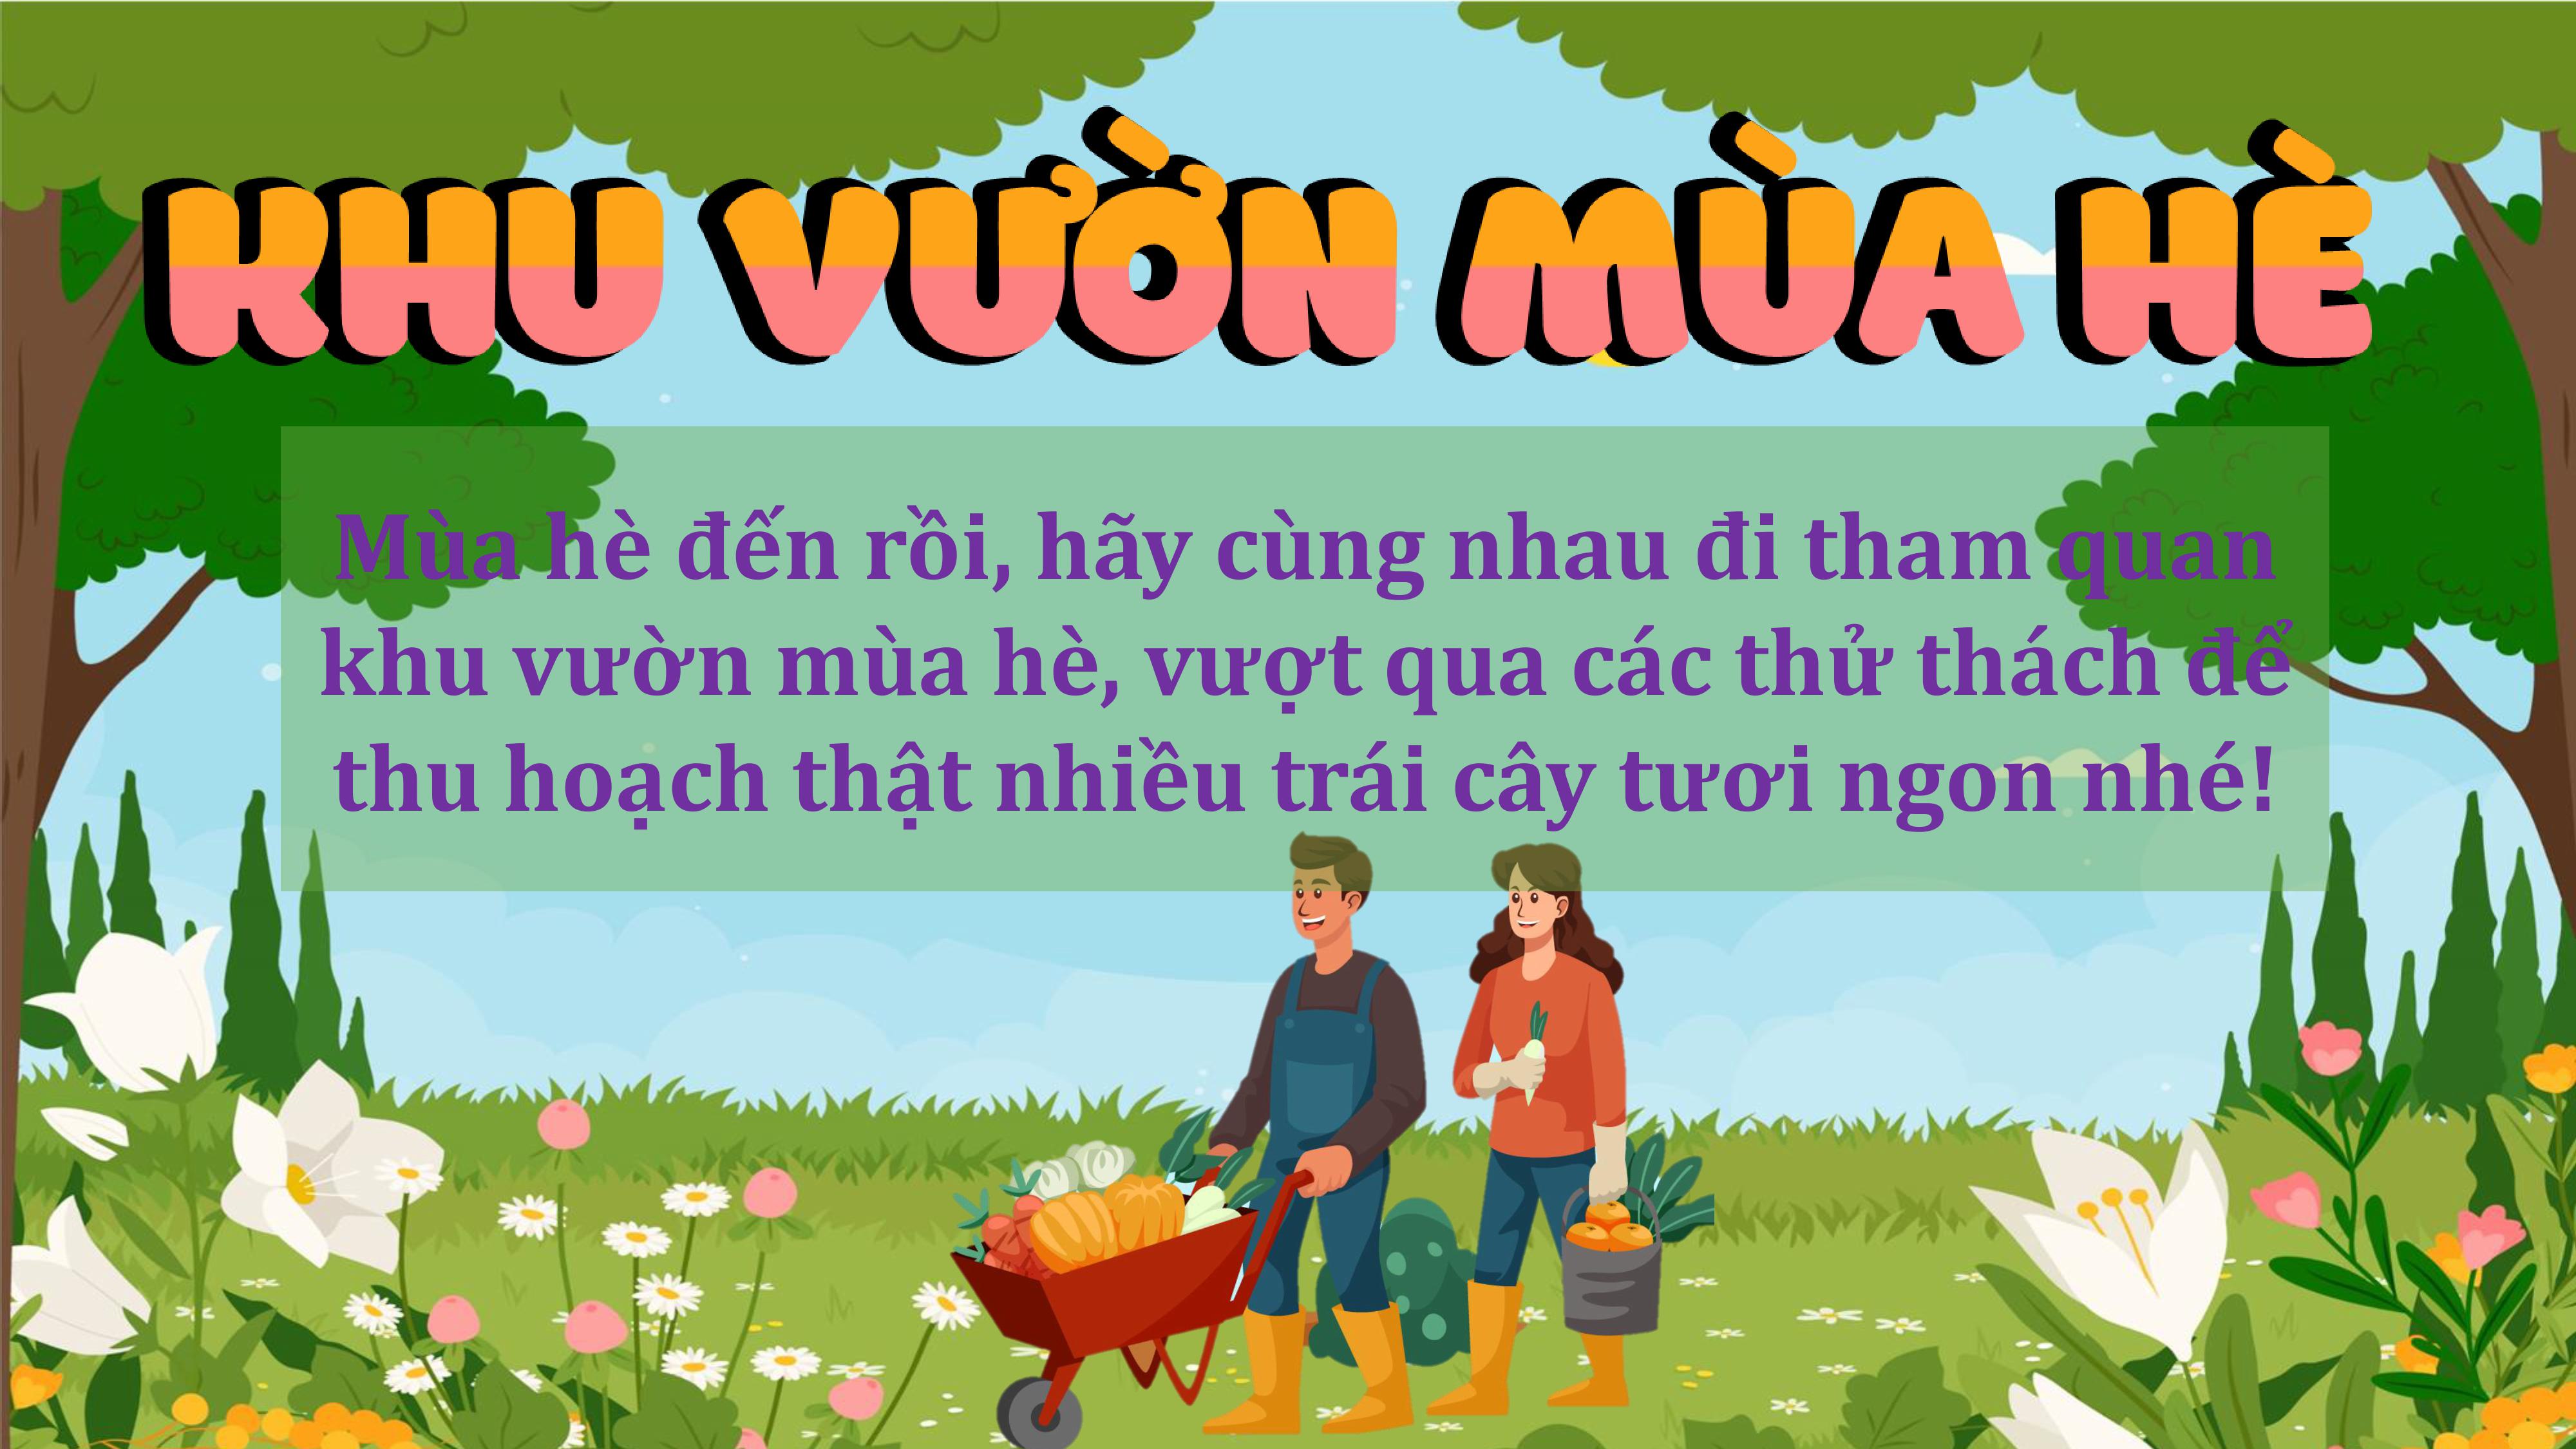 KHU VƯỜN MÙA HÈ
Mùa hè đến rồi, hãy cùng nhau đi tham quan
khu vườn mùa hè, vượt qua các thử thách để
thu hoạch thật nhiều trái cây tươi ngon nhé!